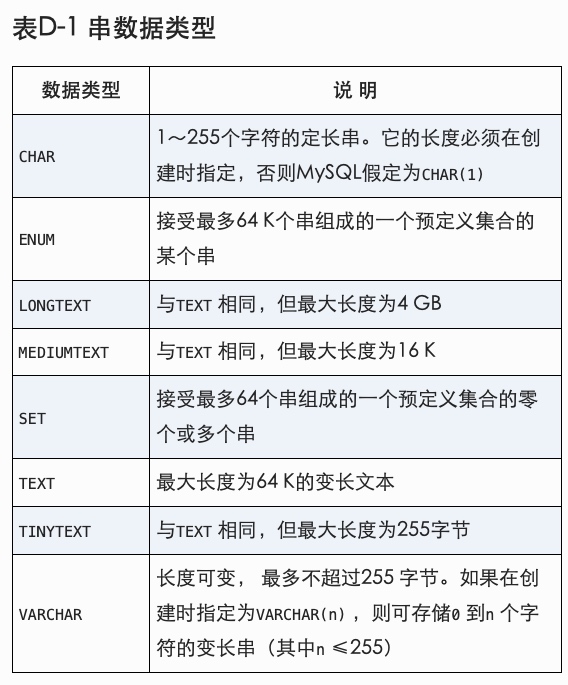 表D-1 串数据类型
数据类型 说 明
CHAR
1～255个字符的定长串。它的长度必须在创
建时指定，否则MySQL假定为CHAR(1)
ENUM
接受最多64 K个串组成的一个预定义集合的
某个串
LONGTEXT
与TEXT 相同，但最大长度为4 GB
MEDIUMTEXT
与TEXT 相同，但最大长度为16 K
SET
接受最多64个串组成的一个预定义集合的零
个或多个串
TEXT
最大长度为64 K的变长文本
TINYTEXT
与TEXT 相同，但最大长度为255字节
VARCHAR
长度可变， 最多不超过255 字节。如果在创
建时指定为VARCHAR(n) ，则可存储0 到n 个字
符的变长串（其中n ≤255）